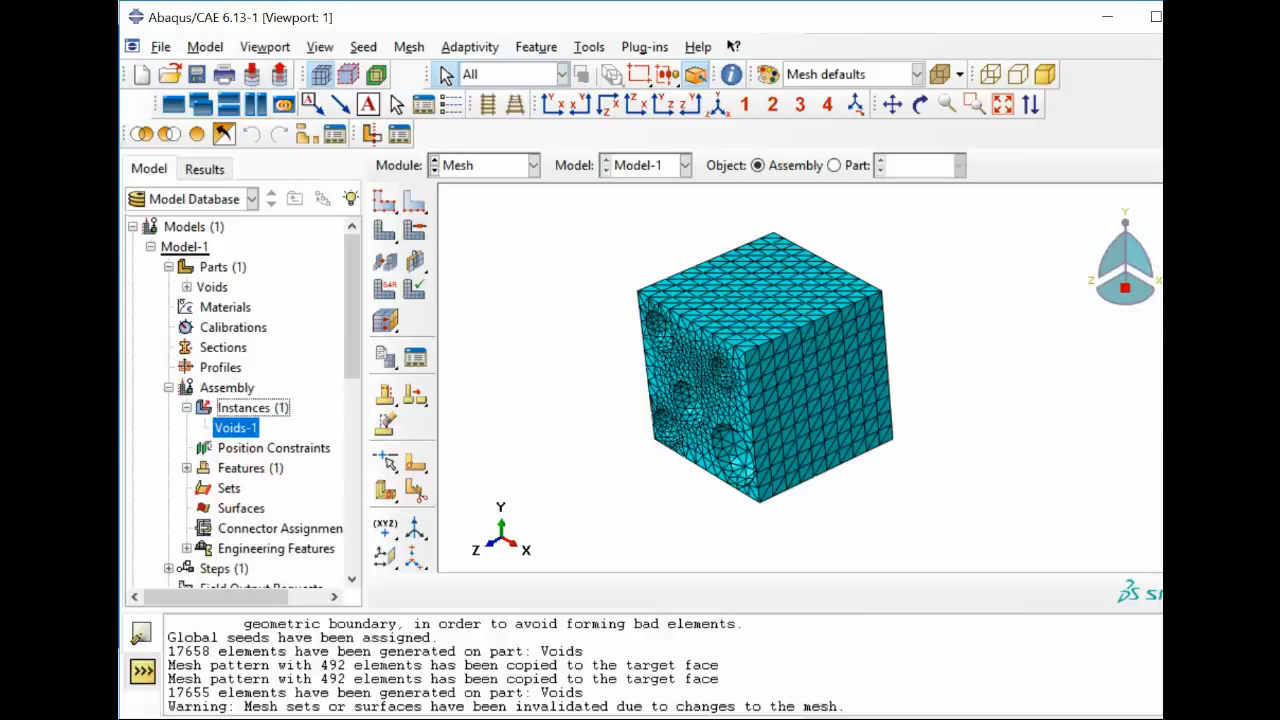 Abaqus/CAE 6.13-1 [Viewport: 1]
File Model Viewport View Seed Mesh Adaptivity Feature Tools Plug-ins Help
All Mesh defaults
A A 1 2 3 4
Model Results Module: Mesh Model: Model-1 Object: Assembly Part:
Model Database
Models (1)
Model-1
Parts (1)
Voids
Materials
Calibrations
Sections
Profiles
Assembly
Instances (1)
Voids-1
Position Constraints
Features (1)
Sets
Surfaces
Connector Assignmen
Engineering Features
Steps (1)
(XYZ)
Y
Z X
Y
Z X
geometric boundary, in order to avoid forming bad elements.
Global seeds have been assigned.
17658 elements have been generated on part: Voids
Mesh pattern with 492 elements has been copied to the target face
Mesh pattern with 492 elements has been copied to the target face
17655 elements have been generated on part: Voids
Warning: Mesh sets or surfaces have been invalidated due to changes to the mesh.